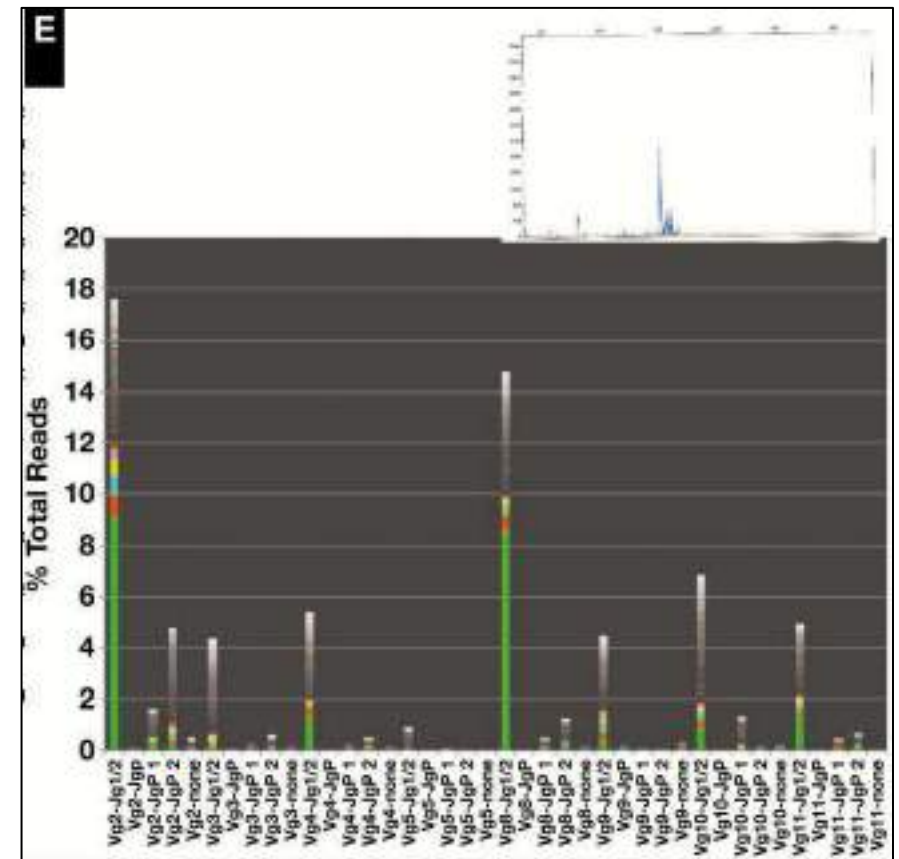 E
20
18
16
14
12
10
8
6
4
2
0
% Total Reads
Vg2-Jg1/2
Vg2-JgP
Vg2-JgP 1
Vg2-JgP 2
Vg2-none
Vg3-Jg1/2
Vg3-JgP
Vg3-JgP 1
Vg3-JgP 2
Vg3-none
Vg4-Jg1/2
Vg4-JgP
Vg4-JgP 1
Vg4-JgP 2
Vg4-none
Vg5-Jg1/2
Vg5-JgP
Vg5-JgP 1
Vg5-JgP 2
Vg5-none
Vg8-Jg1/2
Vg8-JgP
Vg8-JgP 1
Vg8-JgP 2
Vg8-none
Vg9-Jg1/2
Vg9-JgP
Vg9-JgP 1
Vg9-JgP 2
Vg9-none
Vg10-Jg1/2
Vg10-JgP
Vg10-JgP 1
Vg10-JgP 2
Vg10-none
Vg11-Jg1/2
Vg11-JgP
Vg11-JgP 1
Vg11-JgP 2
Vg11-none